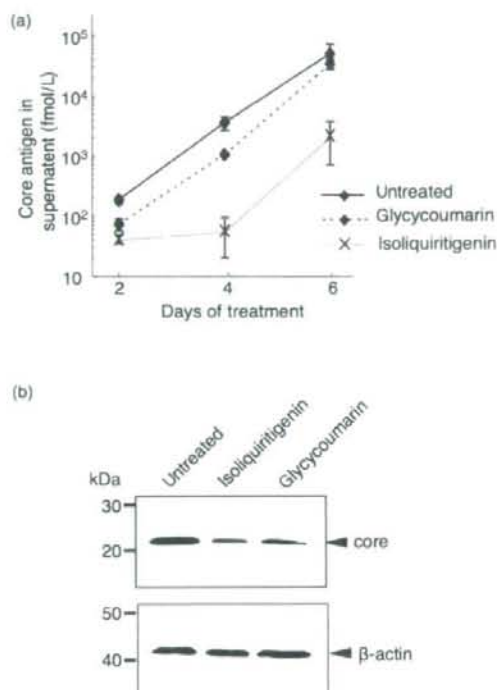 (a)
10⁵
10⁴
10³
10²
10
Core antigen in
supernatent (fmol/L)
2 4 6
Days of treatment
Untreated
Glycycoumarin
Isoliquiritigenin
(b)
kDa
Untreated
Isoliquiritigenin
Glycycoumarin
30
20
core
50
40
β-actin